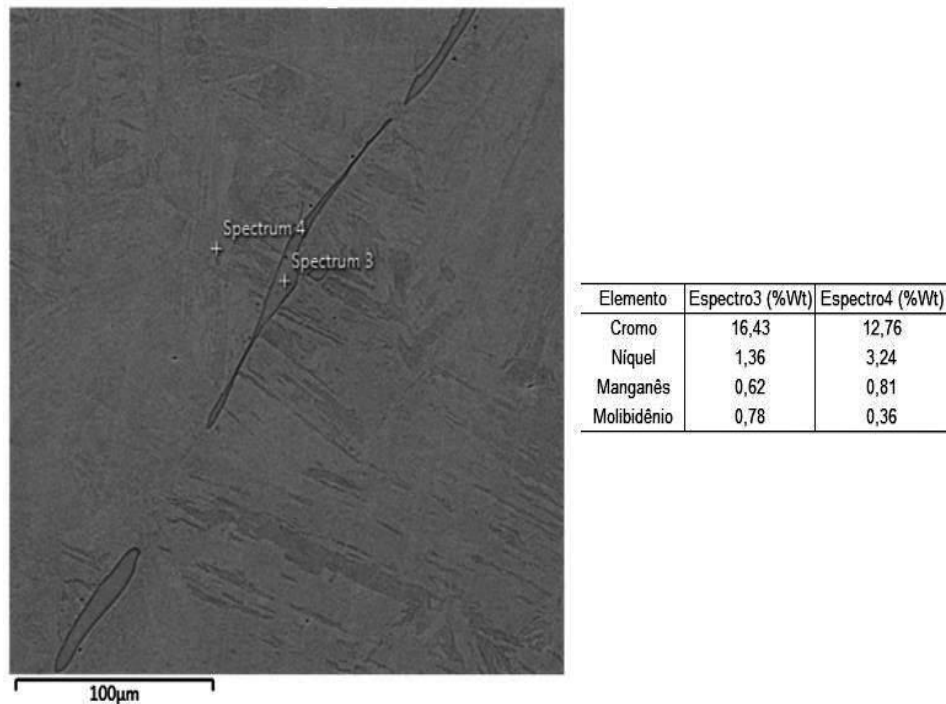 Spectrum 4
Spectrum 3
100μm
Elemento Espectro3 (%Wt) Espectro4 (%Wt)
Cromo 16,43 12,76
Níquel 1,36 3,24
Manganês 0,62 0,81
Molibidênio 0,78 0,36